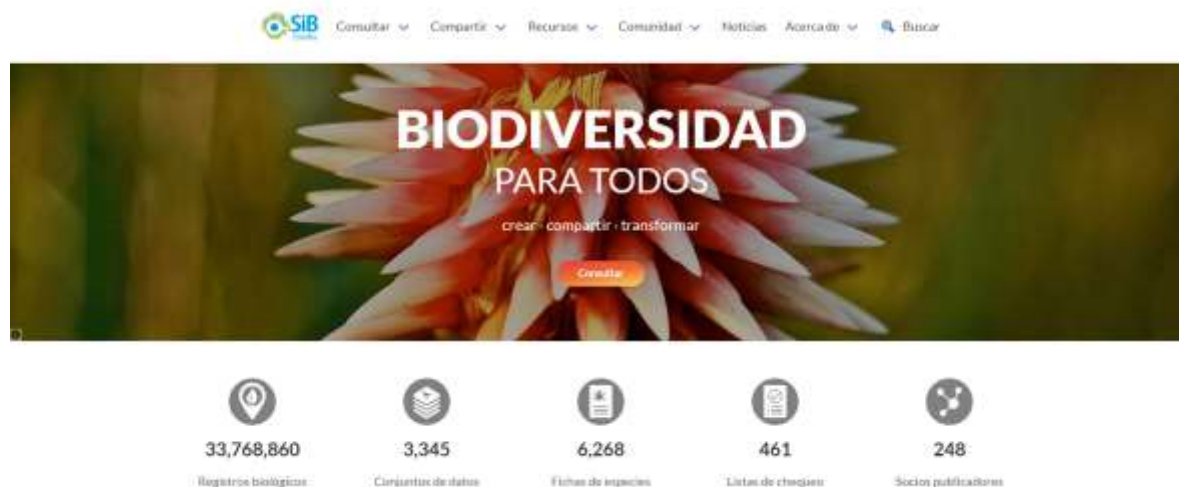 SiB Consultar Compartir Recursos Comunidad Noticias Acerca de Buscar
BIODIVERSIDAD
PARA TODOS
crear · compartir · transformar
Consultar
33,768,860 3,345 6,268 461 248
Registros biológicos Conjuntos de datos Fichas de especies Listas de chequeo Socios publicadores